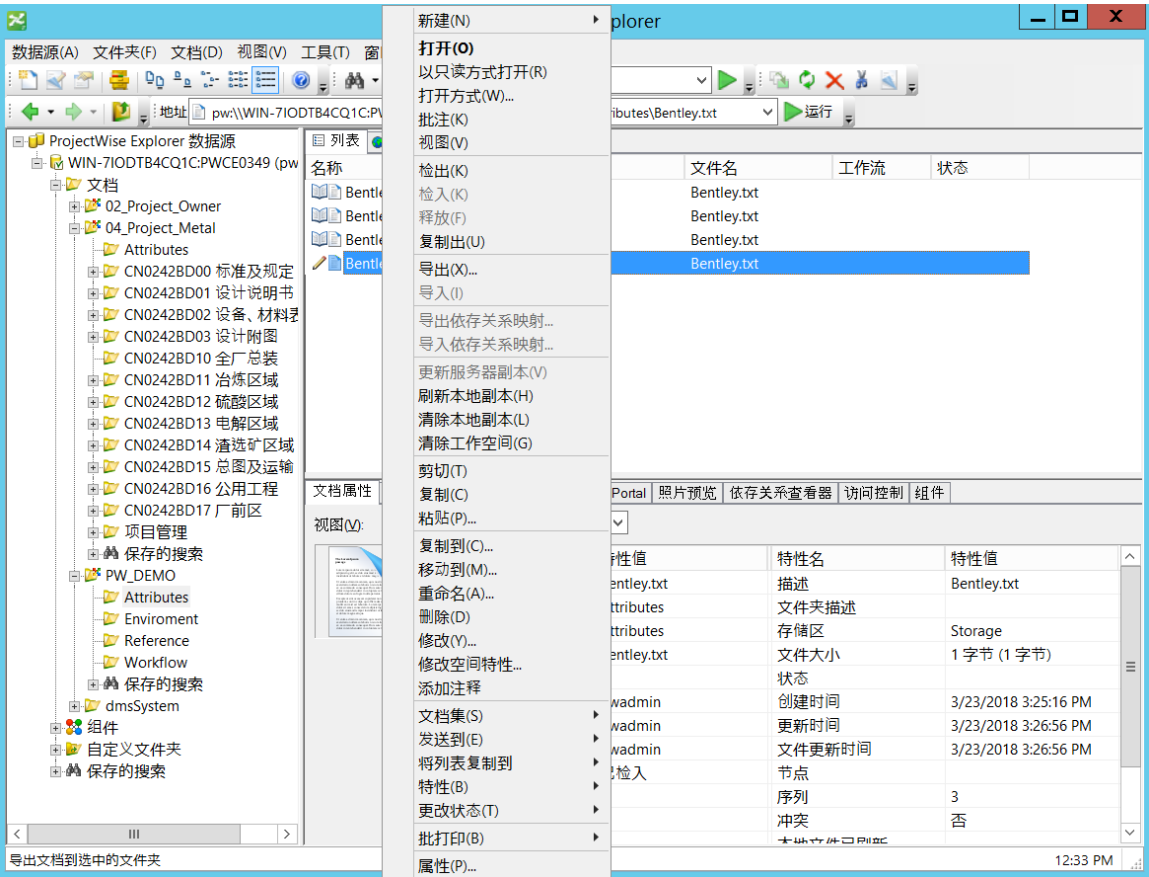 plorer
数据源(A) 文件夹(F) 文档(D) 视图(V) 工具(T) 窗
地址 pw:\\WIN-7IODTB4CQ1C:PW
ributes\Bentley.txt 运行
ProjectWise Explorer 数据源
WIN-7IODTB4CQ1C:PWCE0349 (pw
文档
02_Project_Owner
04_Project_Metal
Attributes
CN0242BD00 标准及规定
CN0242BD01 设计说明书
CN0242BD02 设备、材料表
CN0242BD03 设计附图
CN0242BD10 全厂总装
CN0242BD11 冶炼区域
CN0242BD12 硫酸区域
CN0242BD13 电解区域
CN0242BD14 渣选矿区域
CN0242BD15 总图及运输
CN0242BD16 公用工程
CN0242BD17 厂前区
项目管理
保存的搜索
PW_DEMO
Attributes
Enviroment
Reference
Workflow
保存的搜索
dmsSystem
组件
自定义文件夹
保存的搜索
导出文档到选中的文件夹
列表
名称
Bentle
Bentle
Bentle
Bentle
文档属性
视图(V):
新建(N)
打开(O)
以只读方式打开(R)
打开方式(W)...
批注(K)
视图(V)
检出(K)
检入(K)
释放(F)
复制出(U)
导出(X)...
导入(I)
导出依存关系映射...
导入依存关系映射...
更新服务器副本(V)
刷新本地副本(H)
清除本地副本(L)
清除工作空间(G)
剪切(T)
复制(C)
粘贴(P)...
复制到(C)...
移动到(M)...
重命名(A)...
删除(D)
修改(Y)...
修改空间特性...
添加注释
文档集(S)
发送到(E)
将列表复制到
特性(B)
更改状态(T)
批打印(B)
属性(P)...
文件名 工作流 状态
Bentley.txt
Bentley.txt
Bentley.txt
Bentley.txt
Portal 照片预览 依存关系查看器 访问控制 组件
性值 特性名 特性值
entley.txt 描述 Bentley.txt
ttributes 文件夹描述
ttributes 存储区 Storage
entley.txt 文件大小 1 字节 (1 字节)
状态
wadmin 创建时间 3/23/2018 3:25:16 PM
wadmin 更新时间 3/23/2018 3:26:56 PM
wadmin 文件更新时间 3/23/2018 3:26:56 PM
已检入 节点
序列 3
冲突 否
12:33 PM